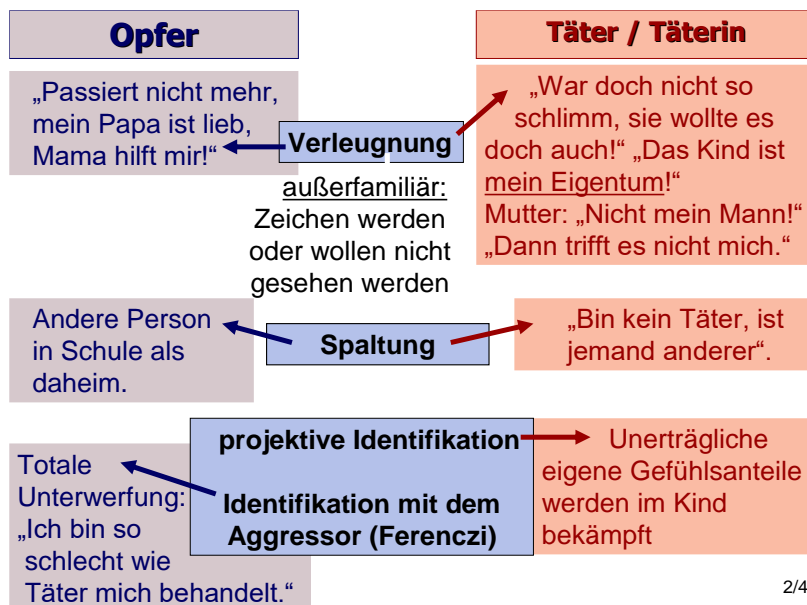 Opfer
Täter / Täterin
„Passiert nicht mehr,
mein Papa ist lieb,
Mama hilft mir!“
Verleugnung
„War doch nicht so
schlimm, sie wollte es
doch auch!“ „Das Kind ist
mein Eigentum!“
Mutter: „Nicht mein Mann!“
„Dann trifft es nicht mich.“
außerfamiliär:
Zeichen werden
oder wollen nicht
gesehen werden
Andere Person
in Schule als
daheim.
Spaltung
„Bin kein Täter, ist
jemand anderer“.
projektive Identifikation
Identifikation mit dem
Aggressor (Ferenczi)
Totale
Unterwerfung:
„Ich bin so
schlecht wie
Täter mich behandelt.“
Unerträgliche
eigene Gefühlsanteile
werden im Kind
bekämpft
2/4